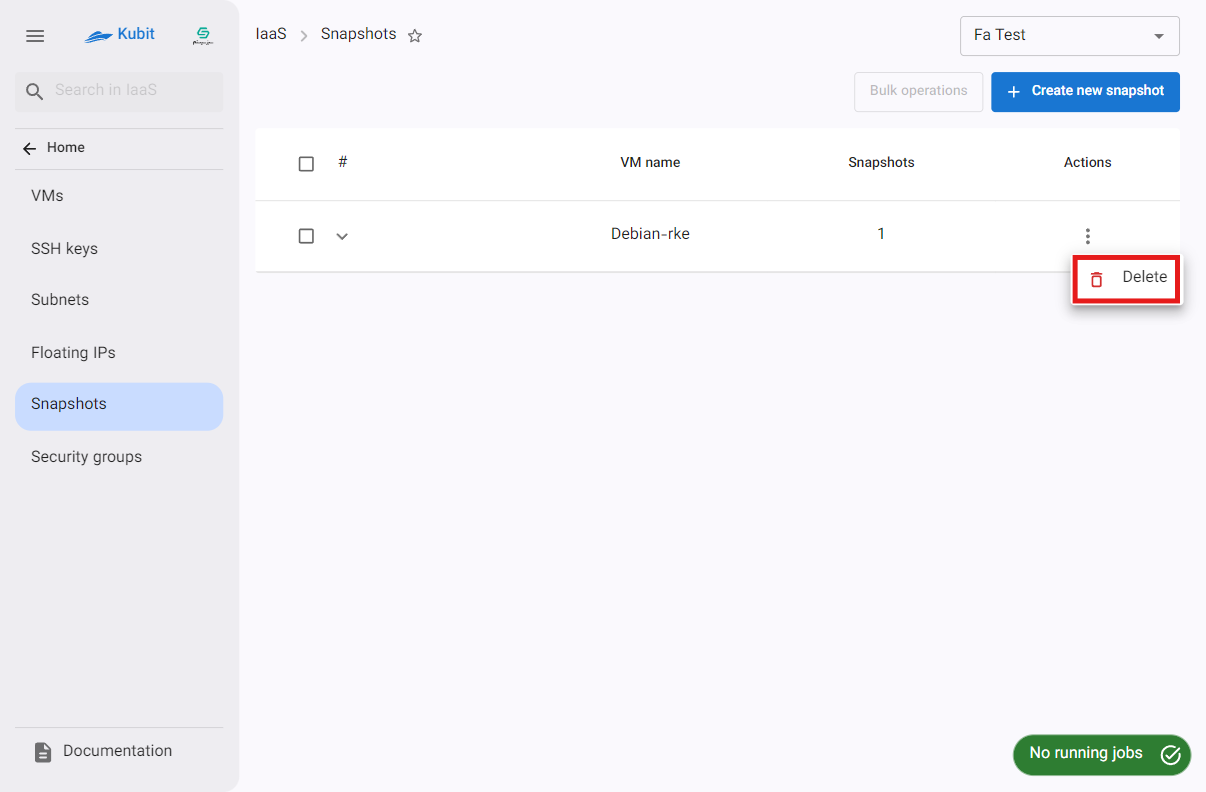 Kubit
Search in IaaS
Home
VMs
SSH keys
Subnets
Floating IPs
Snapshots
Security groups
Documentation
IaaS
Snapshots
Fa Test
Bulk operations
Create new snapshot
# VM name Snapshots Actions
Debian-rke 1
Delete
No running jobs